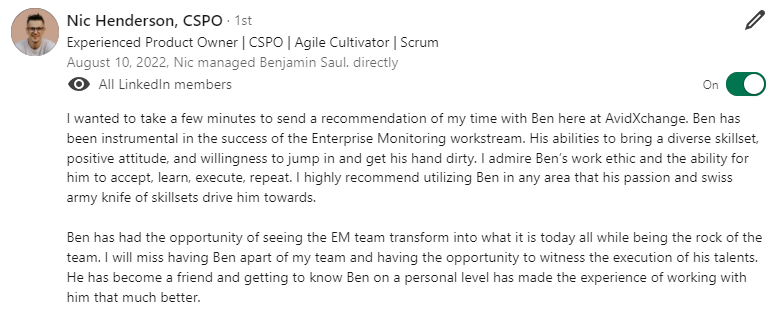 Nic Henderson, CSPO · 1st
Experienced Product Owner | CSPO | Agile Cultivator | Scrum
August 10, 2022, Nic managed Benjamin Saul. directly
All LinkedIn members
On
I wanted to take a few minutes to send a recommendation of my time with Ben here at AvidXchange. Ben has
been instrumental in the success of the Enterprise Monitoring workstream. His abilities to bring a diverse skillset,
positive attitude, and willingness to jump in and get his hand dirty. I admire Ben's work ethic and the ability for
him to accept, learn, execute, repeat. I highly recommend utilizing Ben in any area that his passion and swiss
army knife of skillsets drive him towards.
Ben has had the opportunity of seeing the EM team transform into what it is today all while being the rock of the
team. I will miss having Ben apart of my team and having the opportunity to witness the execution of his talents.
He has become a friend and getting to know Ben on a personal level has made the experience of working with
him that much better.